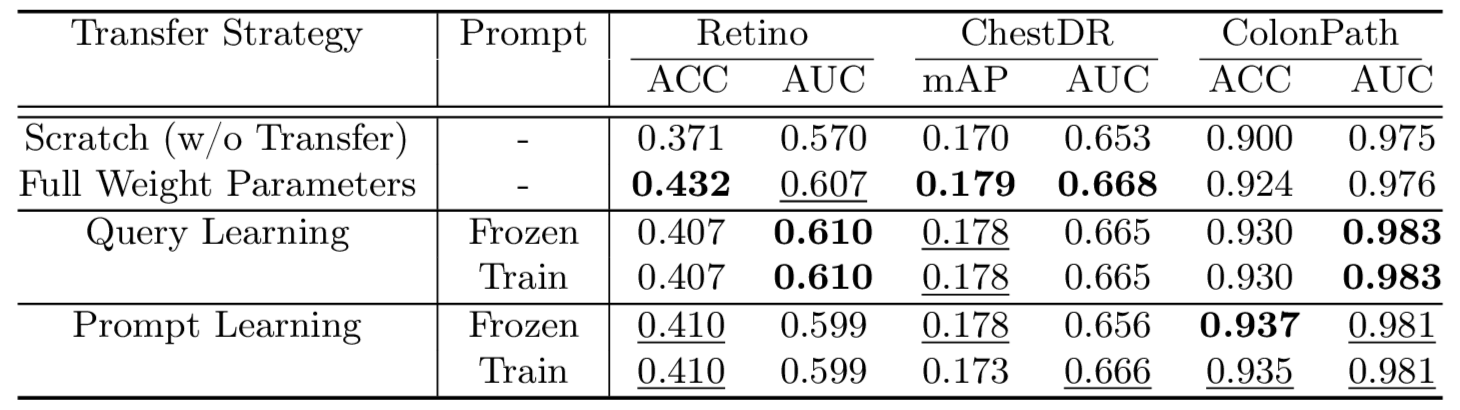 Transfer Strategy Prompt Retino ChestDR ColonPath
ACC AUC mAP AUC ACC AUC
Scratch (w/o Transfer) - 0.371 0.570 0.170 0.653 0.900 0.975
Full Weight Parameters - 0.432 0.607 0.179 0.668 0.924 0.976
Query Learning Frozen 0.407 0.610 0.178 0.665 0.930 0.983
Train 0.407 0.610 0.178 0.665 0.930 0.983
Prompt Learning Frozen 0.410 0.599 0.178 0.656 0.937 0.981
Train 0.410 0.599 0.173 0.666 0.935 0.981